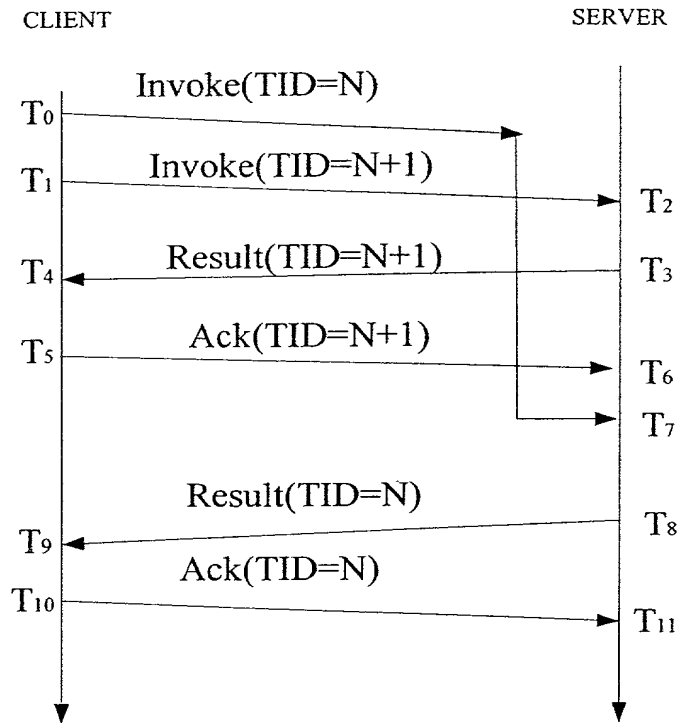 CLIENT
SERVER
Invoke(TID=N)
T0
Invoke(TID=N+1)
T1
T2
Result(TID=N+1)
T4
T3
Ack(TID=N+1)
T5
T6
T7
Result(TID=N)
T8
T9
Ack(TID=N)
T10
T11